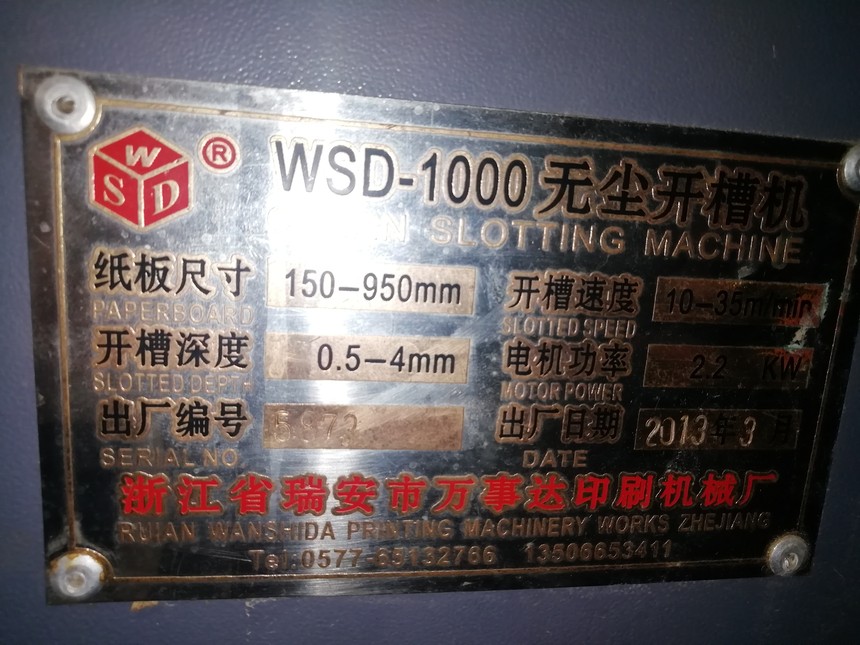 WSD ®
WSD-1000 无尘开槽机
SLOTTING MACHINE
纸板尺寸 150-950mm 开槽速度 10-35m/min
PAPERBOARD SLOTTED SPEED
开槽深度 0.5-4mm 电机功率 2.2 KW
SLOTTED DEPTH MOTOR POWER
出厂编号 出厂日期 2013年3月
SERIAL NO. DATE
浙江省瑞安市万事达印刷机械厂
RUIAN WANSHIDA PRINTING MACHINERY WORKS ZHEJIANG
Tel:0577-65132766 13506653411